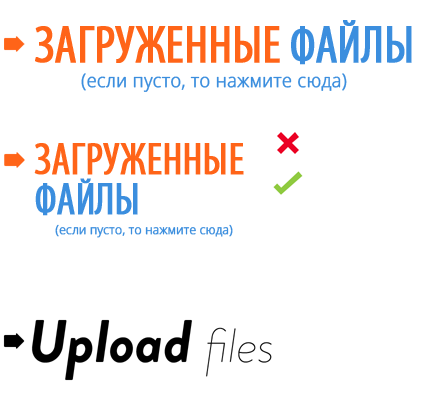 ЗАГРУЖЕННЫЕ ФАЙЛЫ
(если пусто, то нажмите сюда)
ЗАГРУЖЕННЫЕ
ФАЙЛЫ
(если пусто, то нажмите сюда)
Upload files